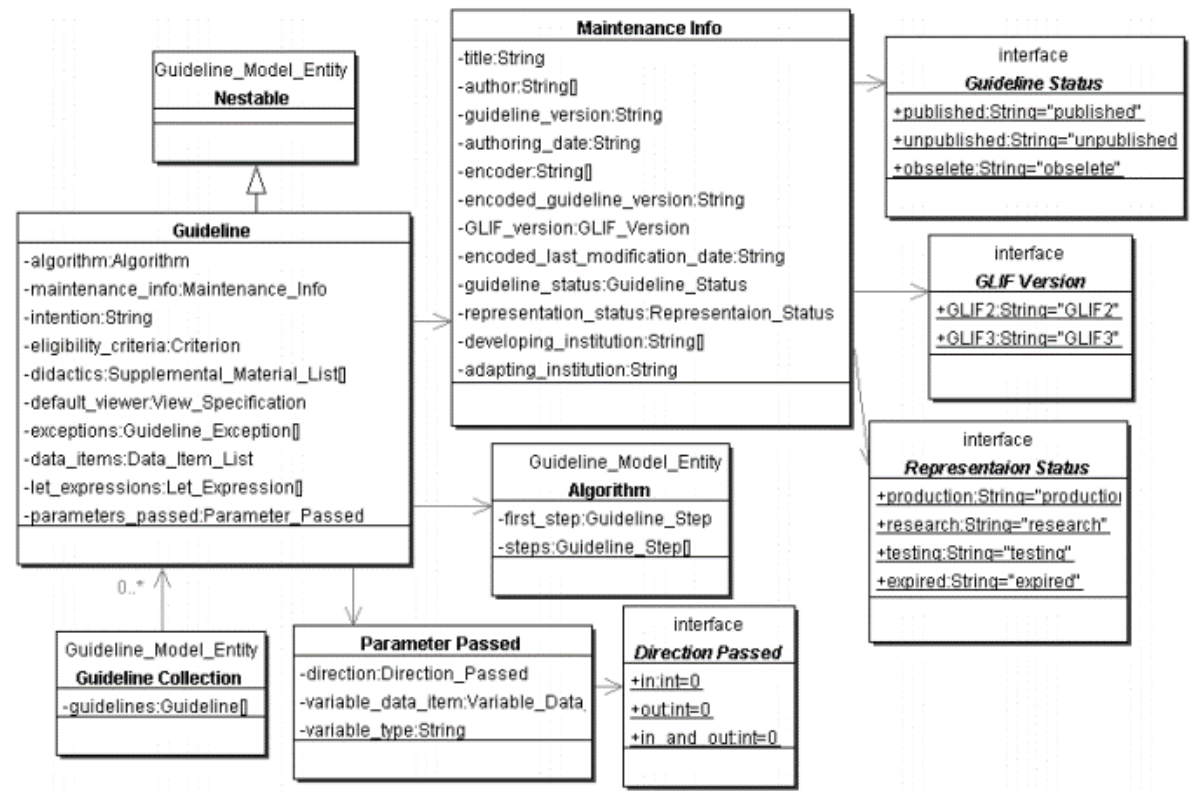 Guideline_Model_Entity
Nestable
Guideline
-algorithm:Algorithm
-maintenance_info:Maintenance_Info
-intention:String
-eligibility_criteria:Criterion
-didactics:Supplemental_Material_List[]
-default_viewer:View_Specification
-exceptions:Guideline_Exception[]
-data_items:Data_Item_List
-let_expressions:Let_Expression[]
-parameters_passed:Parameter_Passed
0..*
Guideline_Model_Entity
Guideline Collection
-guidelines:Guideline[]
Maintenance Info
-title:String
-author:String[]
-guideline_version:String
-authoring_date:String
-encoder:String[]
-encoded_guideline_version:String
-GLIF_version:GLIF_Version
-encoded_last_modification_date:String
-guideline_status:Guideline_Status
-representation_status:Representaion_Status
-developing_institution:String[]
-adapting_institution:String
Guideline_Model_Entity
Algorithm
-first_step:Guideline_Step
-steps:Guideline_Step[]
Parameter Passed
-direction:Direction_Passed
-variable_data_item:Variable_Data_
-variable_type:String
interface
Direction Passed
+in:int=0
+out:int=0
+in_and_out:int=0
interface
Guideline Status
+published:String="published"
+unpublished:String="unpublished
+obselete:String="obselete"
interface
GLIF Version
+GLIF2:String="GLIF2"
+GLIF3:String="GLIF3"
interface
Representaion Status
+production:String="production
+research:String="research"
+testing:String="testing"
+expired:String="expired"